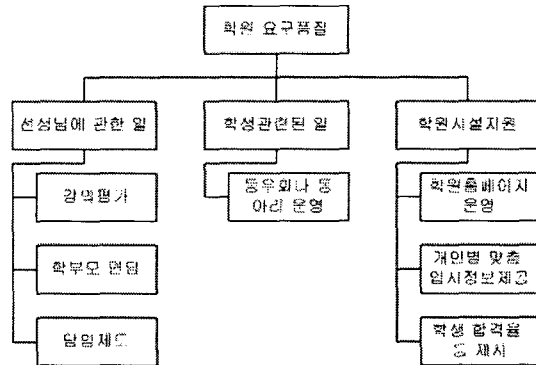 학원 요구품질
선생님에 관한 일
학생관련된 일
학원시설지원
강의평가
학부모 면담
담임제도
동우회나 동
아리 운영
학원홈페이지
운영
개인별 맞춤
입시정보제공
학생 합격율
등 제시